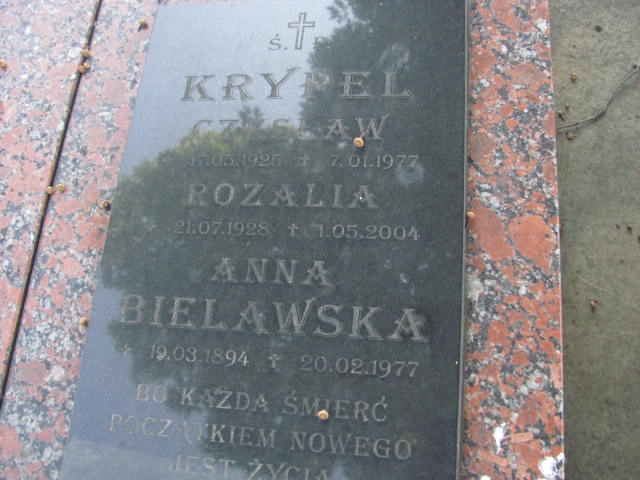 Ś. † P.
KRYPEL
CZESŁAW
* 17.05.1925 † 7.01.1977
ROZALIA
* 21.07.1928 † 1.05.2004
ANNA
BIELAWSKA
* 19.03.1894 † 20.02.1977
BO KAŻDA ŚMIERĆ
POCZĄTKIEM NOWEGO
JEST ŻYCIA